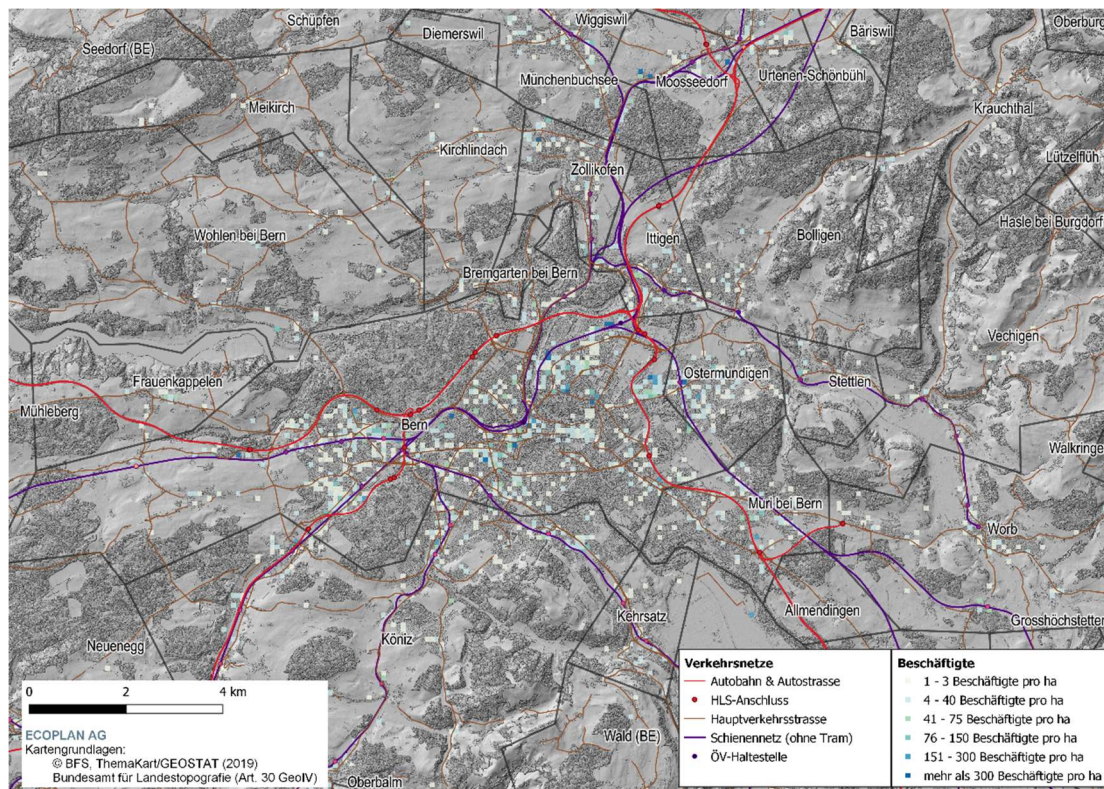 Schüpfen
Wiggiswil
Diemerswil
Bäriswil
Oberburg
Seedorf (BE)
Münchenbuchsee
Moosseedorf
Urtenen-Schönbühl
Meikirch
Krauchthal
Kirchlindach
Zollikofen
Lützelflüh
Wohlen bei Bern
Ittigen
Bolligen
Hasle bei Burgdorf
Bremgarten bei Bern
Vechigen
Frauenkappelen
Ostermundigen
Stettlen
Mühleberg
Bern
Walkringe
Muri bei Bern
Worb
Allmendingen
Kehrsatz
Grosshöchstetten
Neuenegg
Köniz
Wald (BE)
Oberbalm
0 2 4 km
ECOPLAN AG
Kartengrundlagen:
© BFS, ThemaKart/GEOSTAT (2019)
Bundesamt für Landestopografie (Art. 30 GeoIV)
Verkehrsnetze
Autobahn & Autostrasse
HLS-Anschluss
Hauptverkehrsstrasse
Schienennetz (ohne Tram)
ÖV-Haltestelle
Beschäftigte
1 - 3 Beschäftigte pro ha
4 - 40 Beschäftigte pro ha
41 - 75 Beschäftigte pro ha
76 - 150 Beschäftigte pro ha
151 - 300 Beschäftigte pro ha
mehr als 300 Beschäftigte pro ha